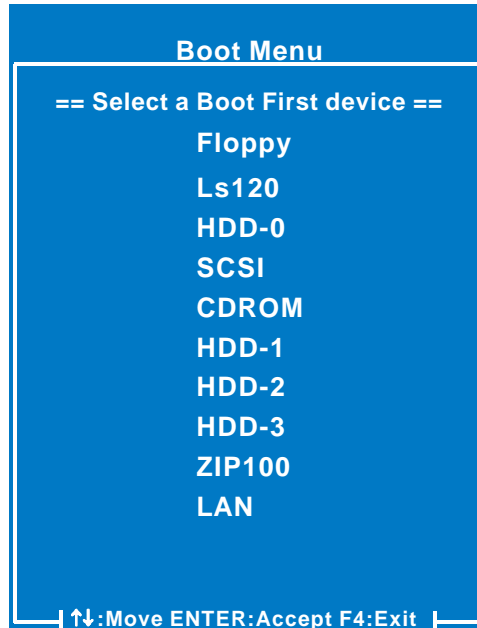 Boot Menu
== Select a Boot First device ==
Floppy
Ls120
HDD-0
SCSI
CDROM
HDD-1
HDD-2
HDD-3
ZIP100
LAN
↑↓:Move ENTER:Accept F4:Exit